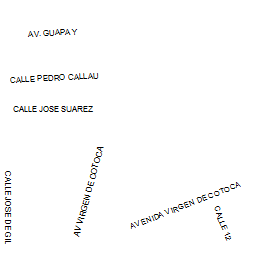 AV. GUAPAY
CALLE PEDRO CALLAU
CALLE JOSE SUAREZ
CALLE JOSE DE GIL
AV VIRGEN DE COTOCA
AVENIDA VIRGEN DE COTOCA
CALLE 12